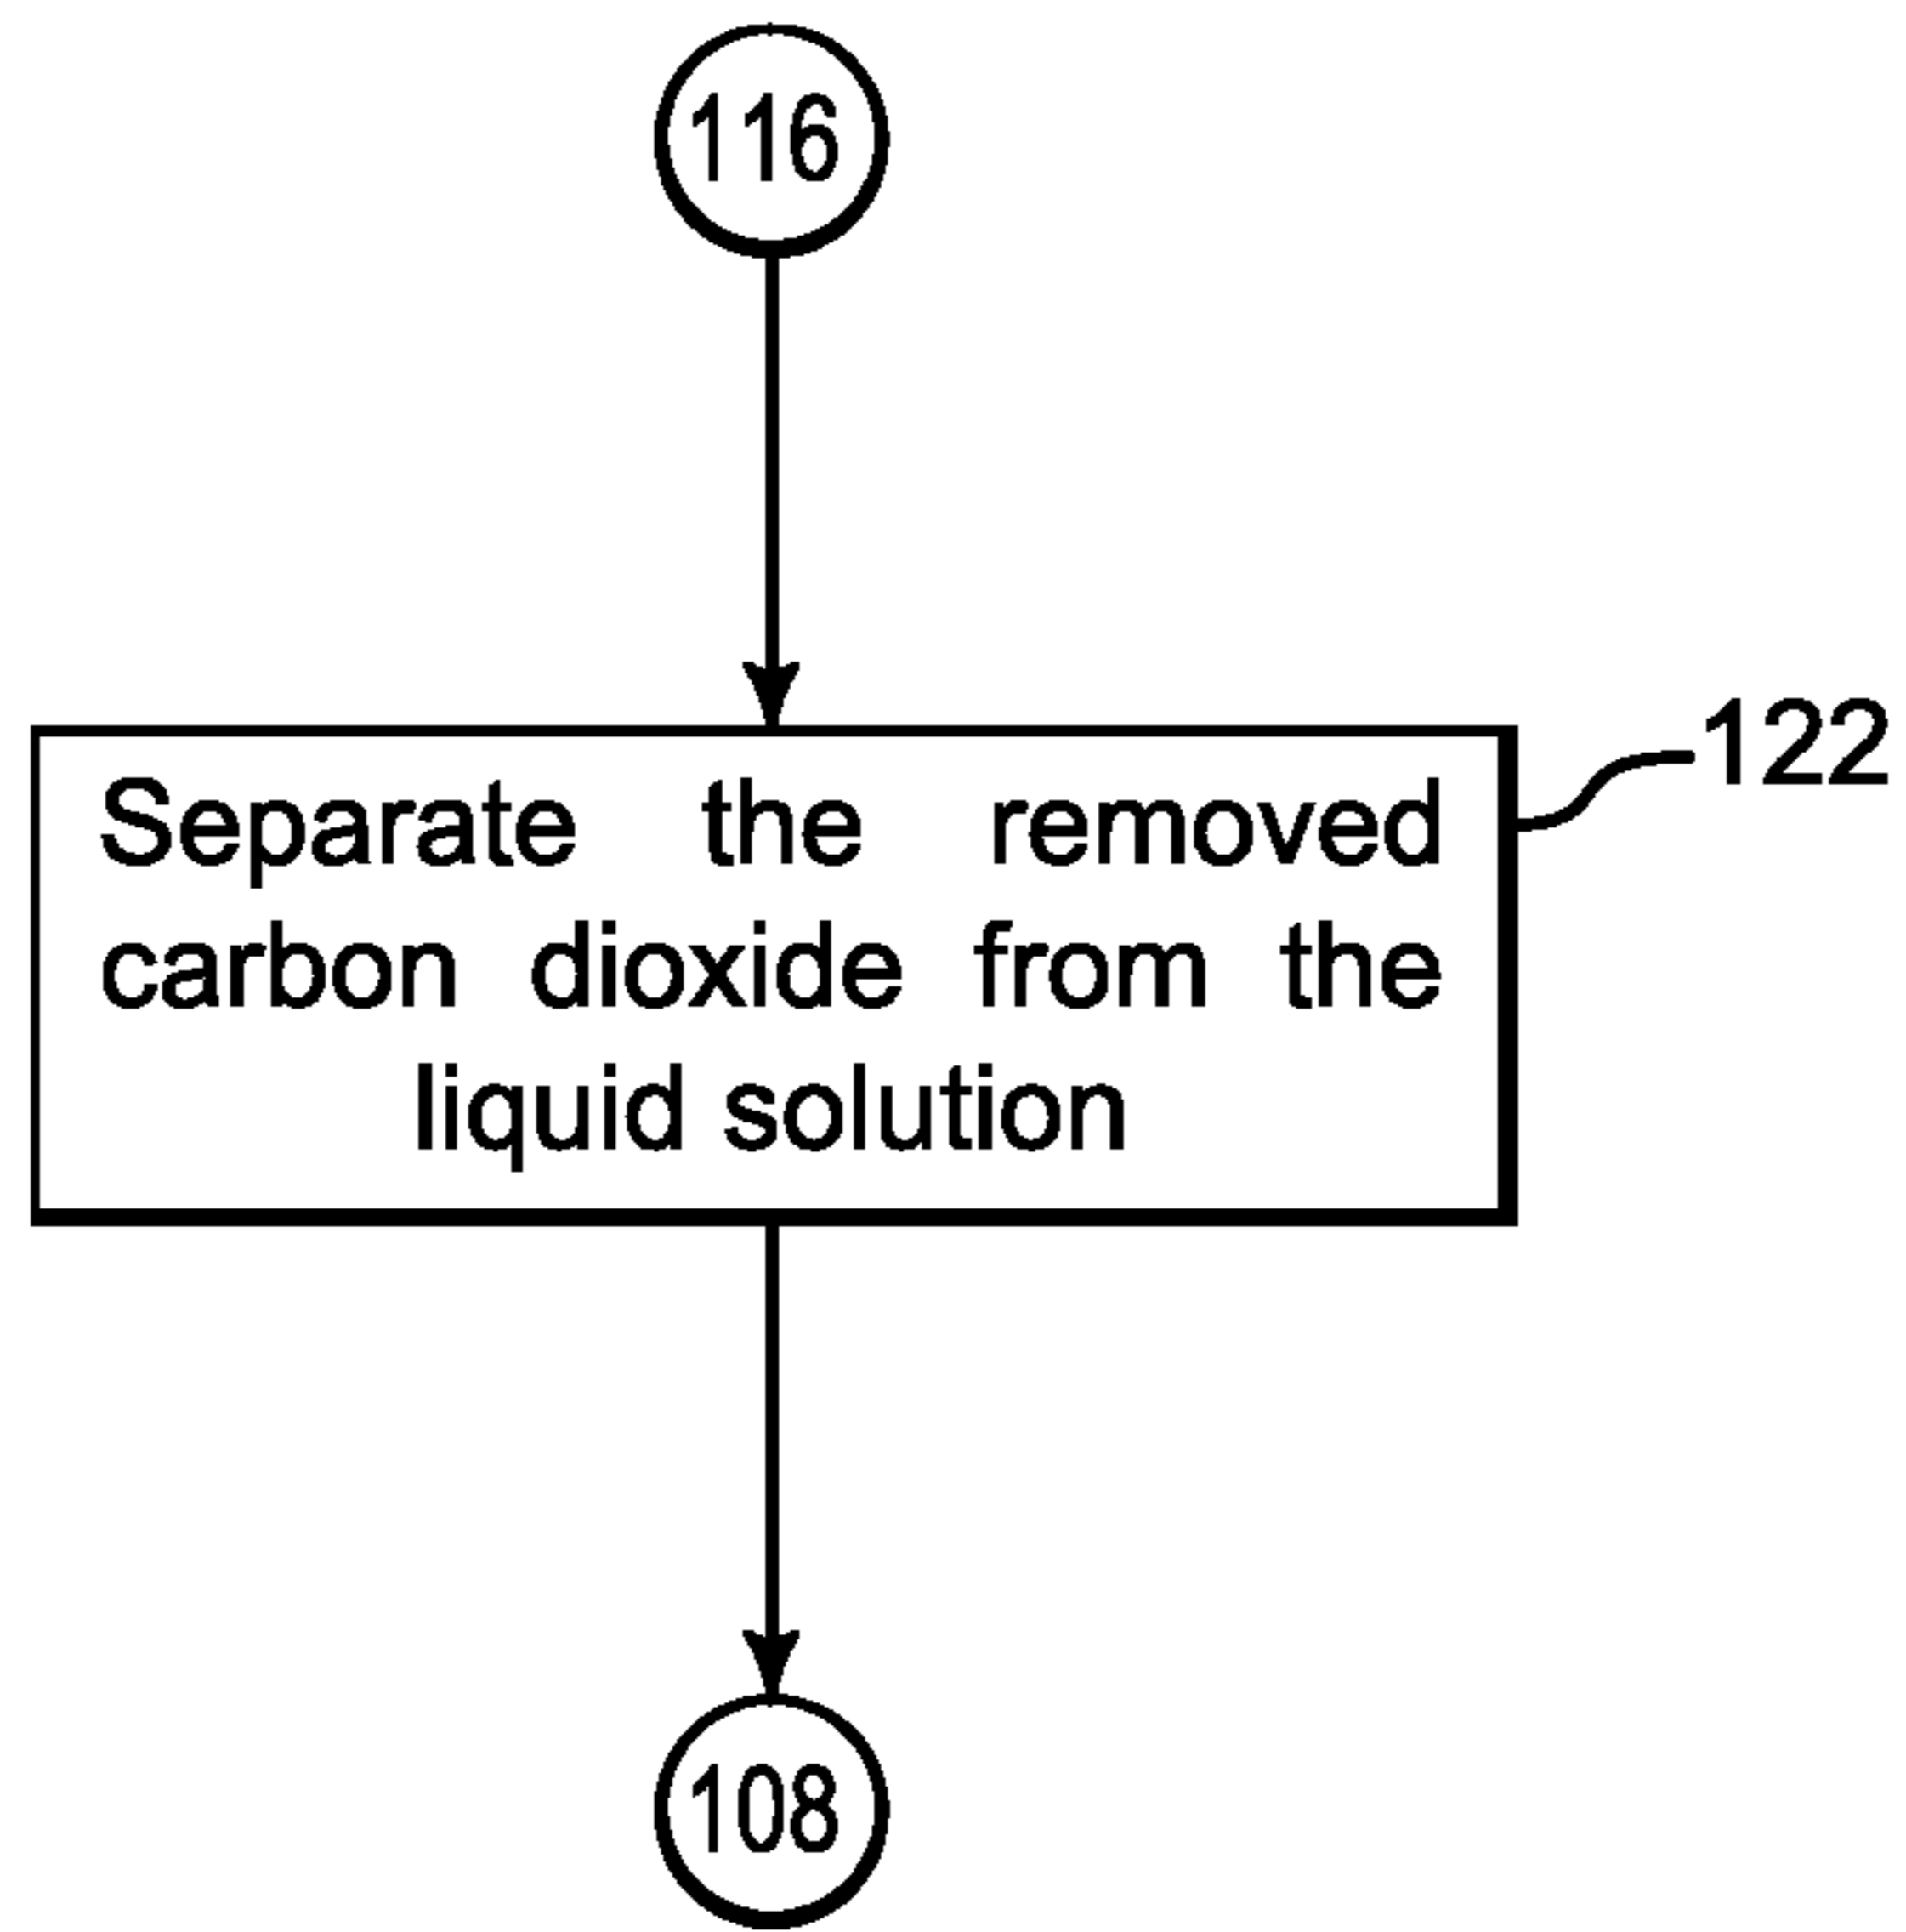 116
122
Separate the removed
carbon dioxide from the
liquid solution
108